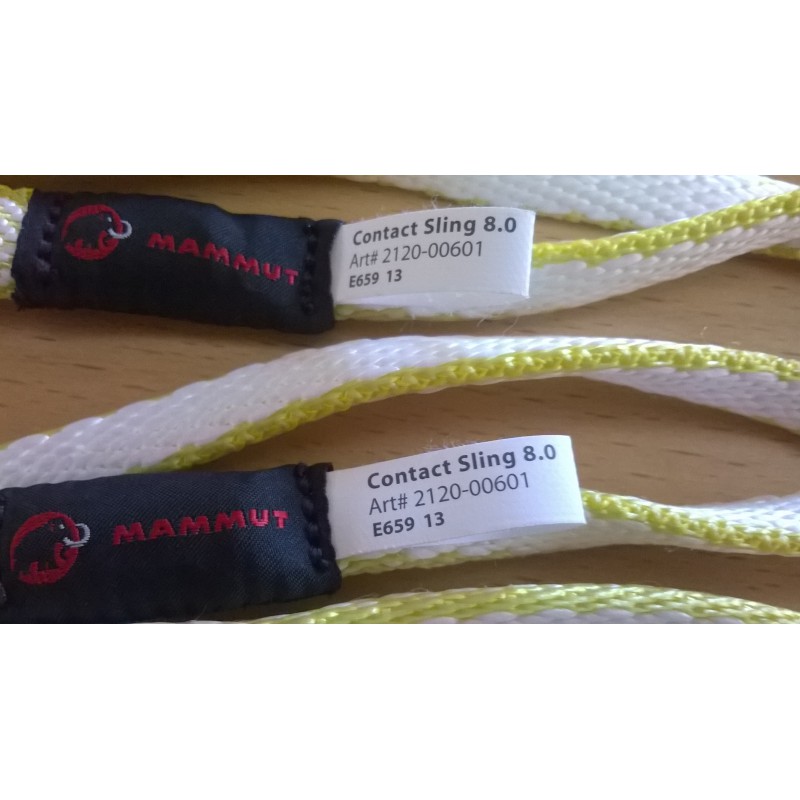 MAMMUT
Contact Sling 8.0
Art# 2120-00601
E659 13
MAMMUT
Contact Sling 8.0
Art# 2120-00601
E659 13